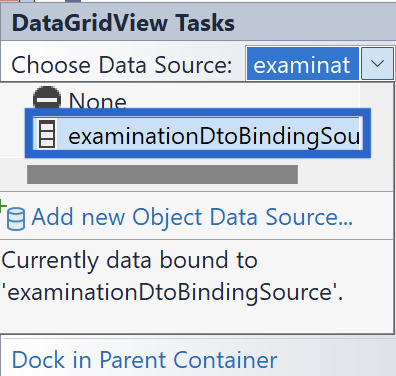 DataGridView Tasks
Choose Data Source: examinat
None
examinationDtoBindingSou
Add new Object Data Source...
Currently data bound to
'examinationDtoBindingSource'.
Dock in Parent Container